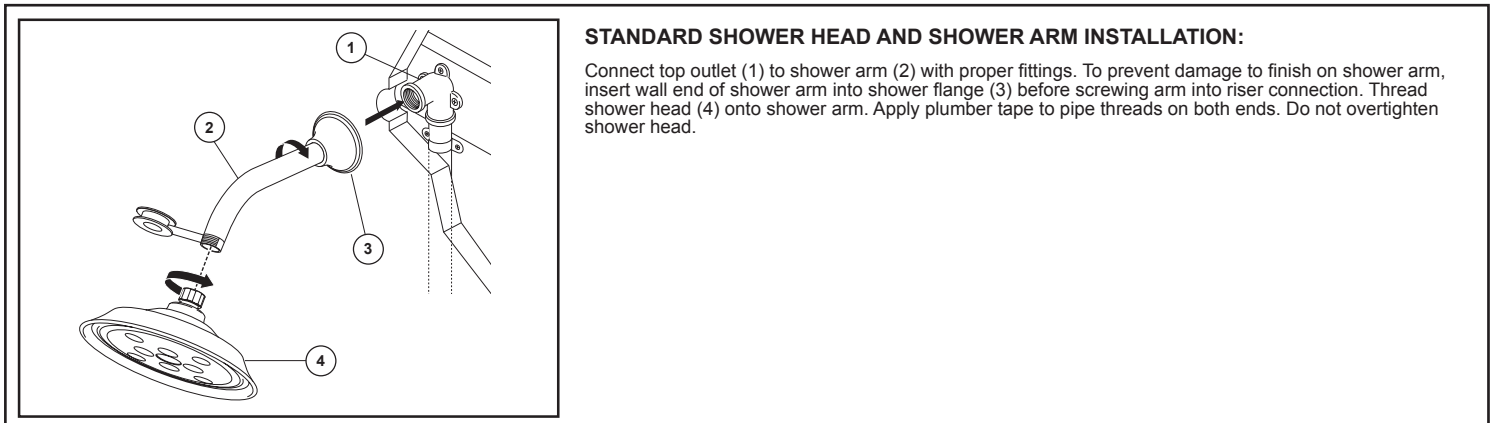 1
2
3
4
STANDARD SHOWER HEAD AND SHOWER ARM INSTALLATION:
Connect top outlet (1) to shower arm (2) with proper fittings. To prevent damage to finish on shower arm,
insert wall end of shower arm into shower flange (3) before screwing arm into riser connection. Thread
shower head (4) onto shower arm. Apply plumber tape to pipe threads on both ends. Do not overtighten
shower head.